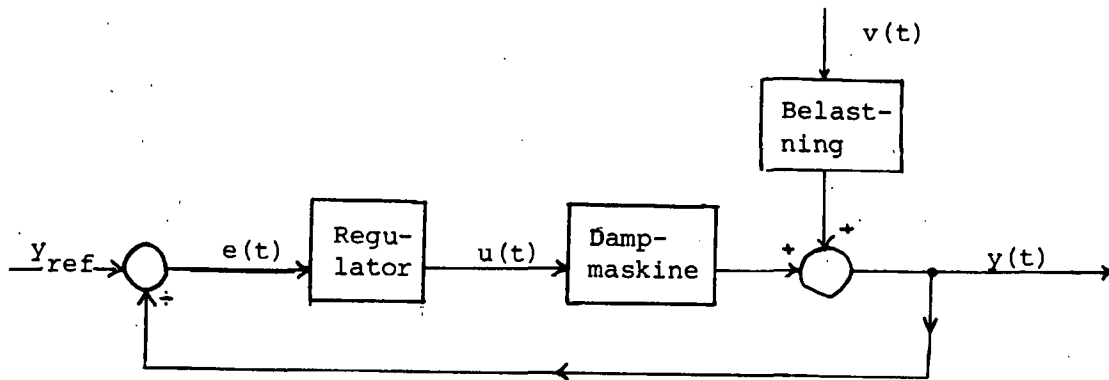 v(t)
Belast-
ning
+
+
y_ref
e(t)
Regu-
lator
u(t)
Damp-
maskine
y(t)
÷